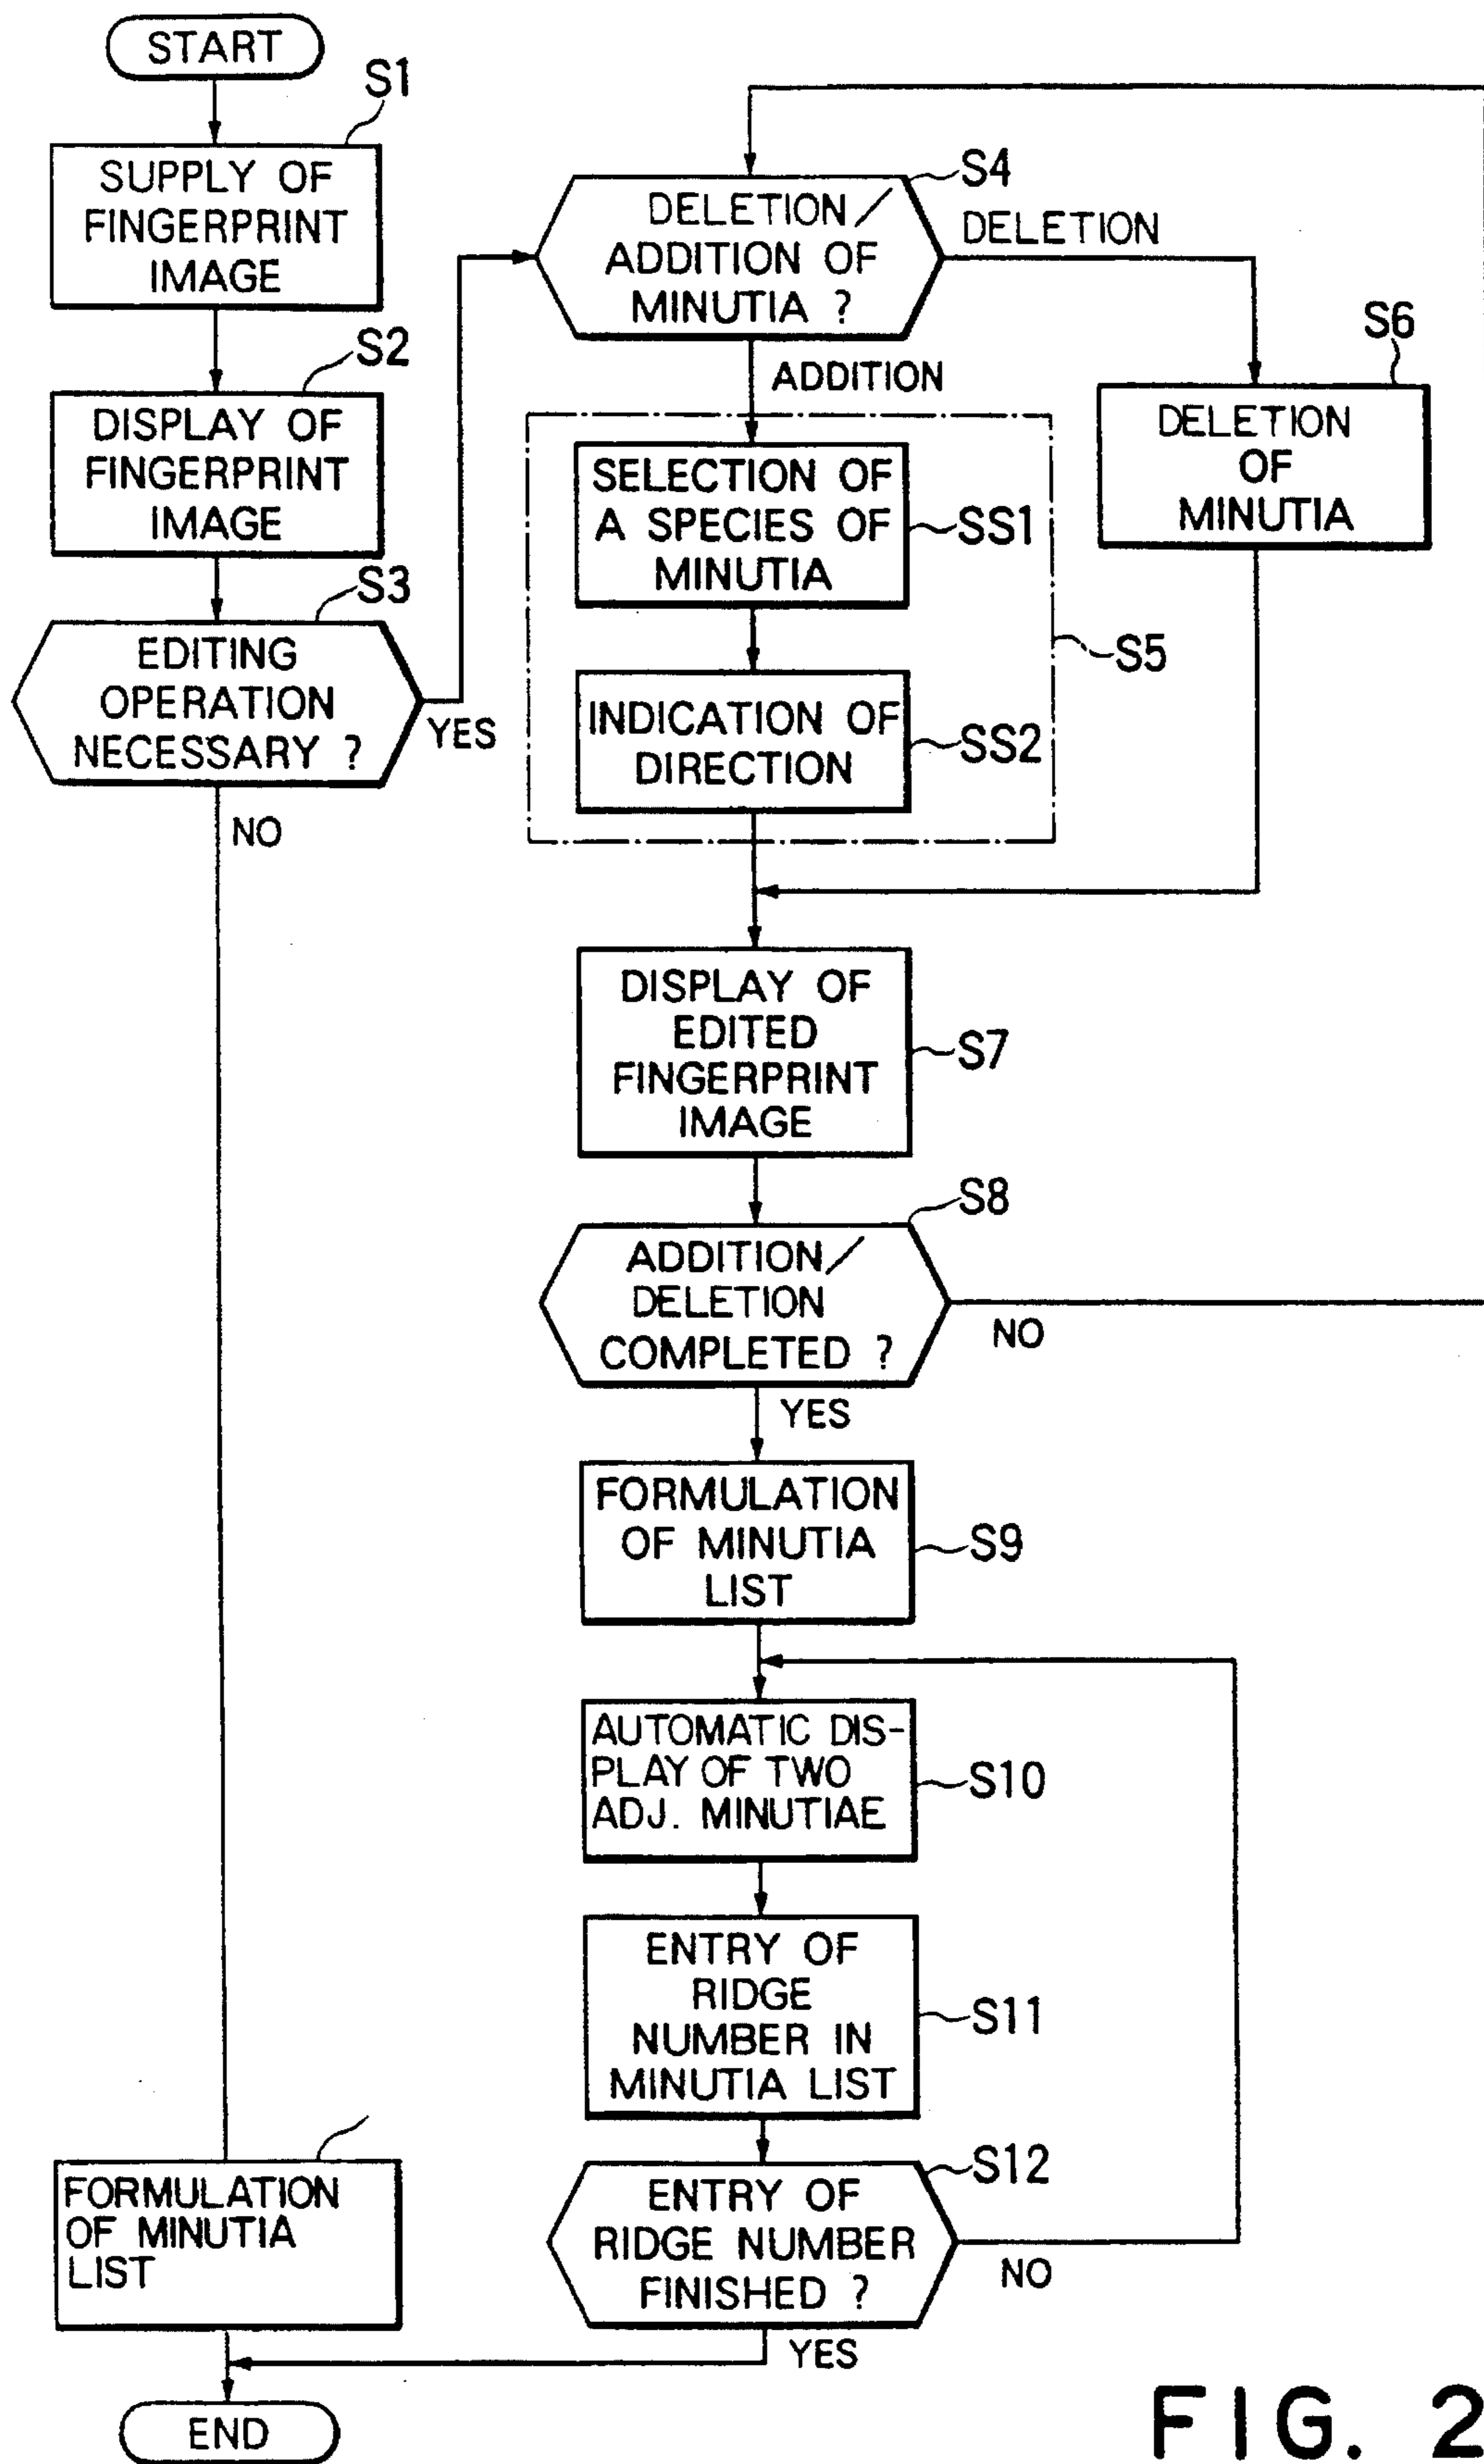 START
S1
SUPPLY OF
FINGERPRINT
IMAGE
S2
DISPLAY OF
FINGERPRINT
IMAGE
S3
EDITING
OPERATION
NECESSARY ?
YES
NO
FORMULATION
OF MINUTIA
LIST
END
S4
DELETION /
ADDITION OF
MINUTIA ?
DELETION
ADDITION
S6
DELETION
OF
MINUTIA
SELECTION OF
A SPECIES OF
MINUTIA
SS1
S5
INDICATION OF
DIRECTION
SS2
DISPLAY OF
EDITED
FINGERPRINT
IMAGE
S7
S8
ADDITION /
DELETION
COMPLETED ?
NO
YES
FORMULATION
OF MINUTIA
LIST
S9
AUTOMATIC DIS-
PLAY OF TWO
ADJ. MINUTIAE
S10
ENTRY OF
RIDGE
NUMBER IN
MINUTIA LIST
S11
S12
ENTRY OF
RIDGE NUMBER
FINISHED ?
NO
YES
FIG. 2